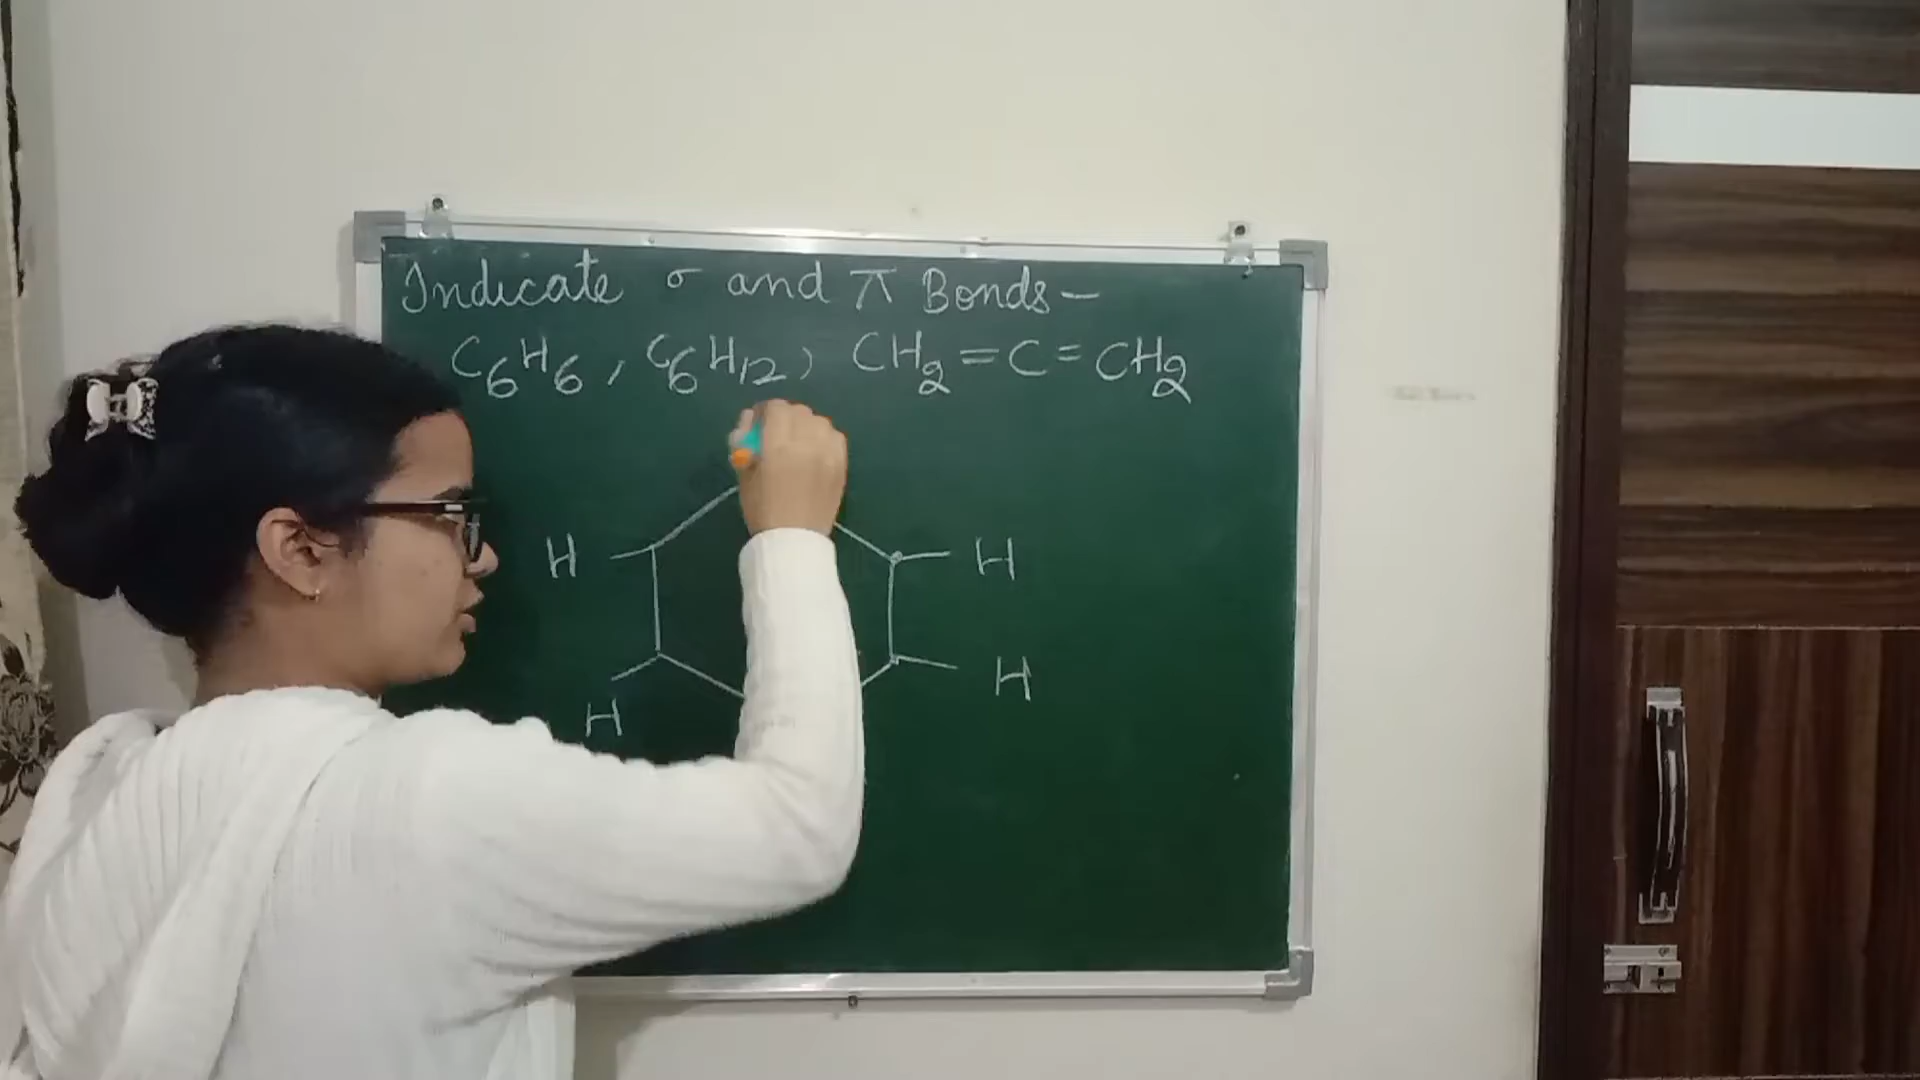 Indicate σ and π Bonds —
C₆H₆, C₆H₁₂, CH₂=C=CH₂
H H
H H